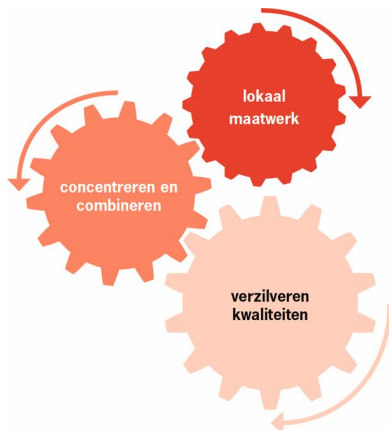 lokaal
maatwerk
concentreren en
combineren
verzilveren
kwaliteiten